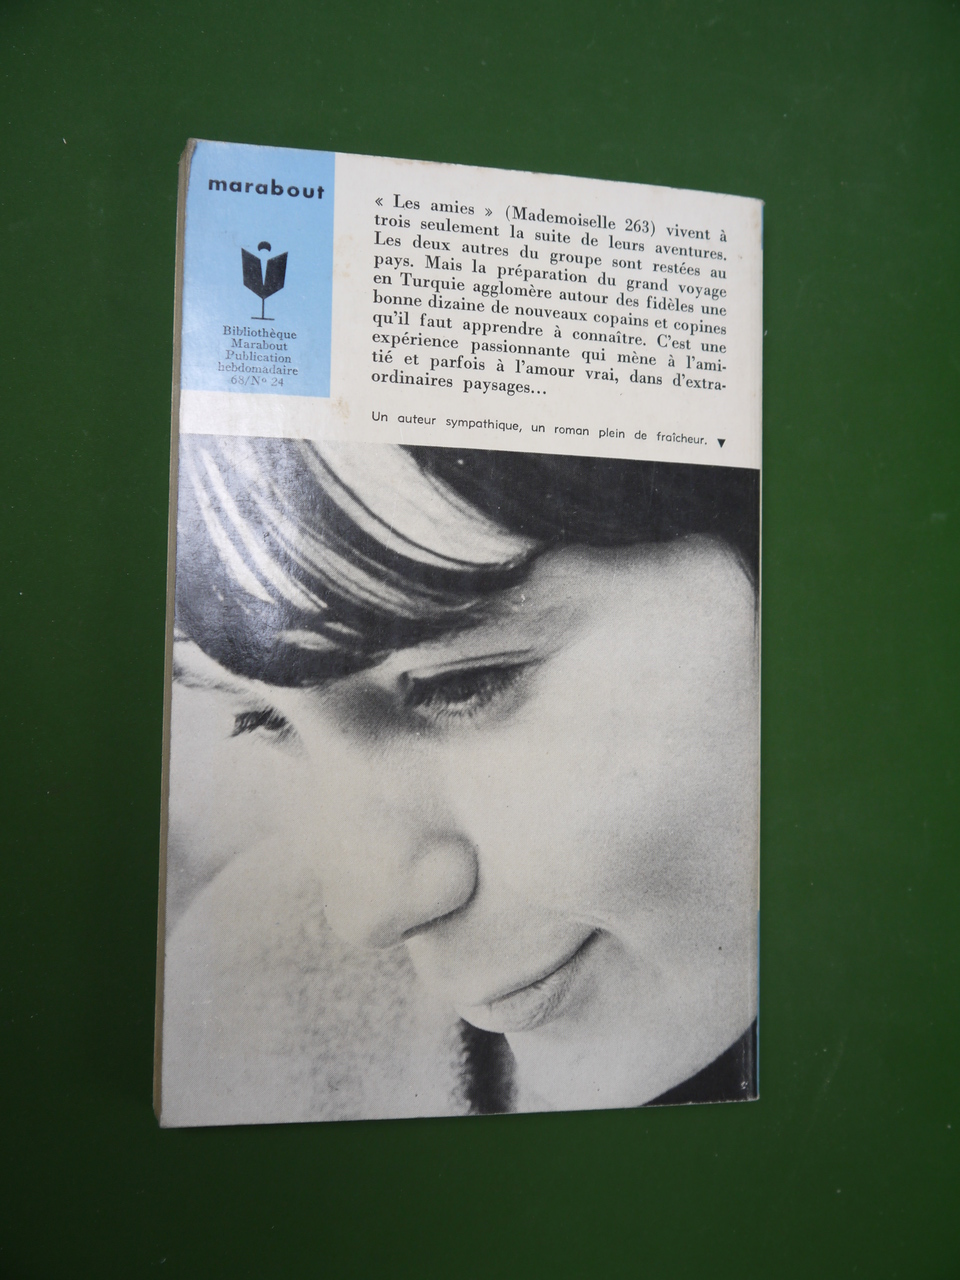 marabout
Bibliothèque
Marabout
Publication
hebdomadaire
68/Nº 24
« Les amies » (Mademoiselle 263) vivent à
trois seulement la suite de leurs aventures.
Les deux autres du groupe sont restées au
pays. Mais la préparation du grand voyage
en Turquie agglomère autour des fidèles une
bonne dizaine de nouveaux copains et copines
qu'il faut apprendre à connaître. C'est une
expérience passionnante qui mène à l'ami-
tié et parfois à l'amour vrai, dans d'extra-
ordinaires paysages...
Un auteur sympathique, un roman plein de fraîcheur. ▼